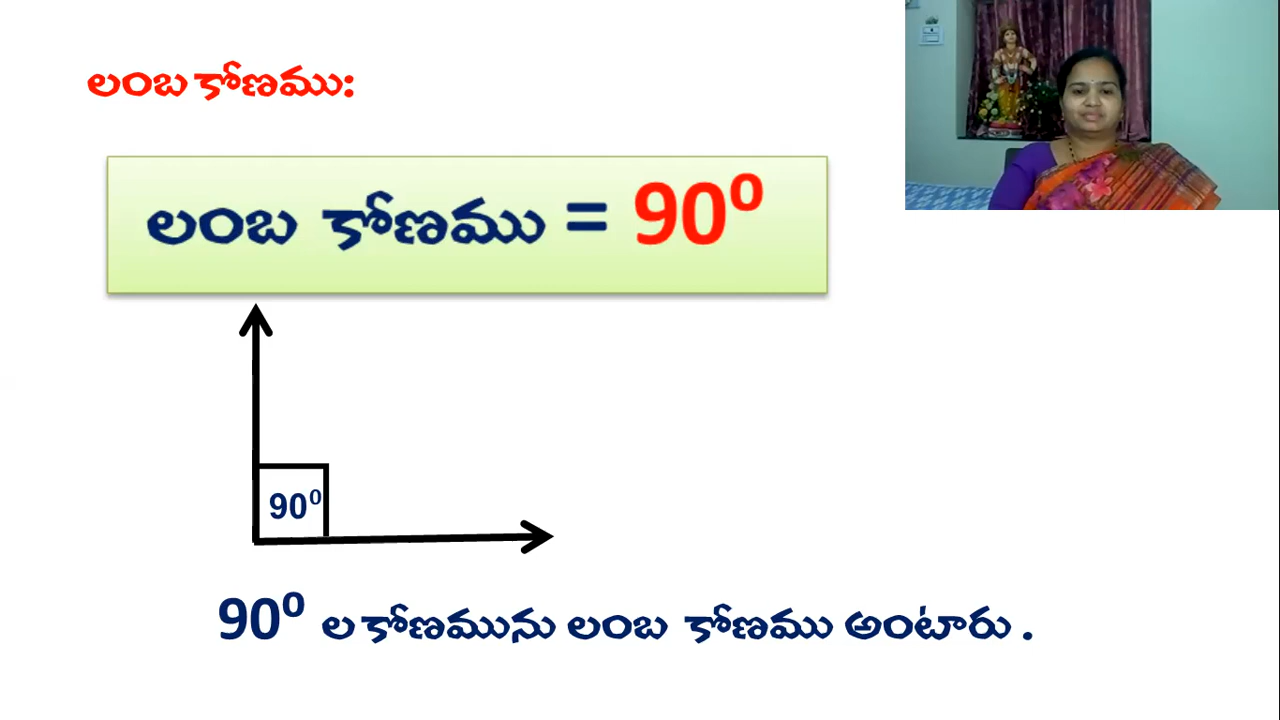 లంబ కోణము:
లంబ కోణము = 90⁰
90⁰
90⁰ ల కోణమును లంబ కోణము అంటారు .